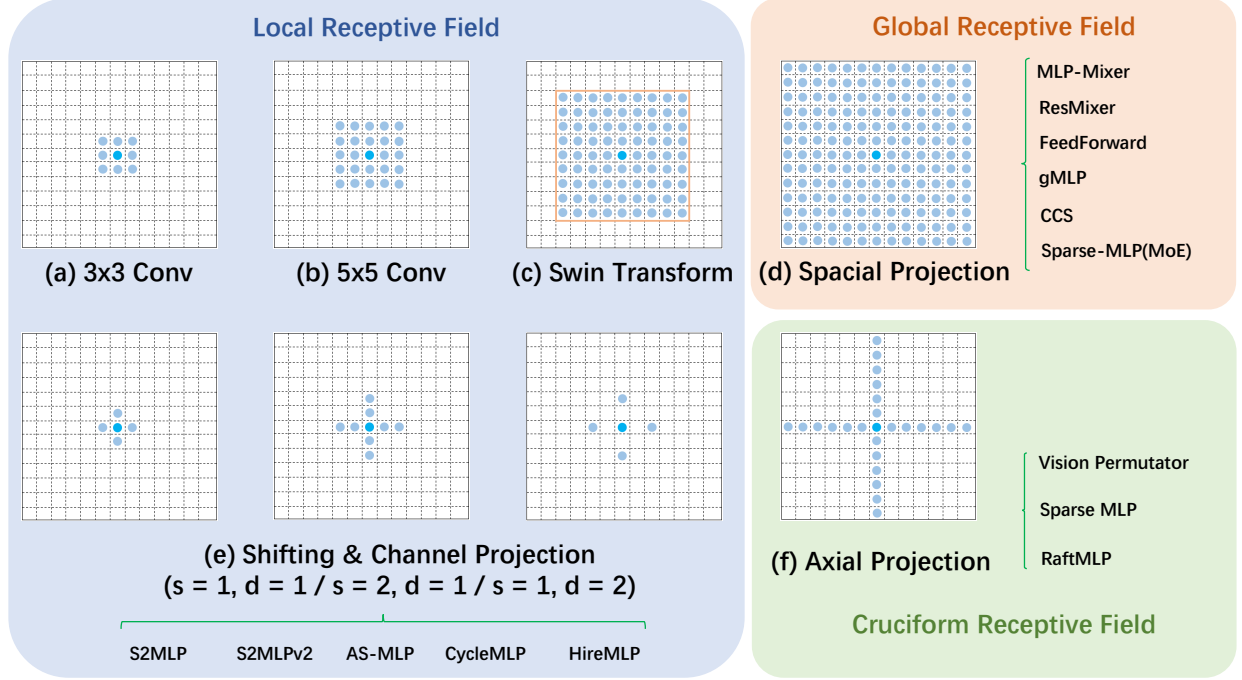 Local Receptive Field
(a) 3x3 Conv
(b) 5x5 Conv
(c) Swin Transform
(e) Shifting & Channel Projection
(s = 1, d = 1 / s = 2, d = 1 / s = 1, d = 2)
S2MLP
S2MLPv2
AS-MLP
CycleMLP
HireMLP
Global Receptive Field
(d) Spacial Projection
MLP-Mixer
ResMixer
FeedForward
gMLP
CCS
Sparse-MLP(MoE)
(f) Axial Projection
Vision Permutator
Sparse MLP
RaftMLP
Cruciform Receptive Field